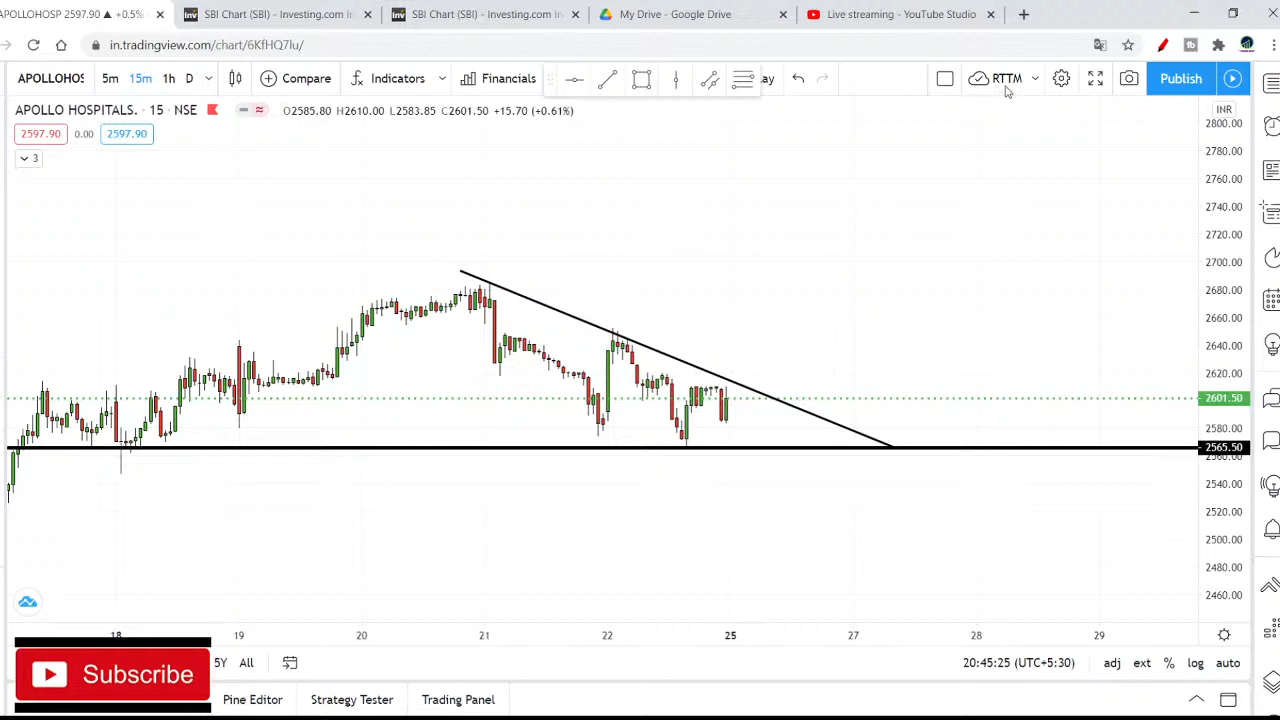 APOLLOHOSP 2597.90 ▲ +0.5%
SBI Chart (SBI) - Investing.com In
SBI Chart (SBI) - Investing.com In
My Drive - Google Drive
Live streaming - YouTube Studio
in.tradingview.com/chart/6KfHQ7lu/
APOLLOHOS 5m 15m 1h D Compare Indicators Financials lay RTTM Publish
APOLLO HOSPITALS. · 15 · NSE O2585.80 H2610.00 L2583.85 C2601.50 +15.70 (+0.61%)
INR
2597.90 0.00 2597.90
3
2800.00
2780.00
2760.00
2740.00
2720.00
2700.00
2680.00
2660.00
2640.00
2620.00
2601.50
2580.00
2565.50
2560.00
2540.00
2520.00
2500.00
2480.00
2460.00
18 19 20 21 22 25 27 28 29
5Y All 20:45:25 (UTC+5:30) adj ext % log auto
Subscribe
Pine Editor Strategy Tester Trading Panel